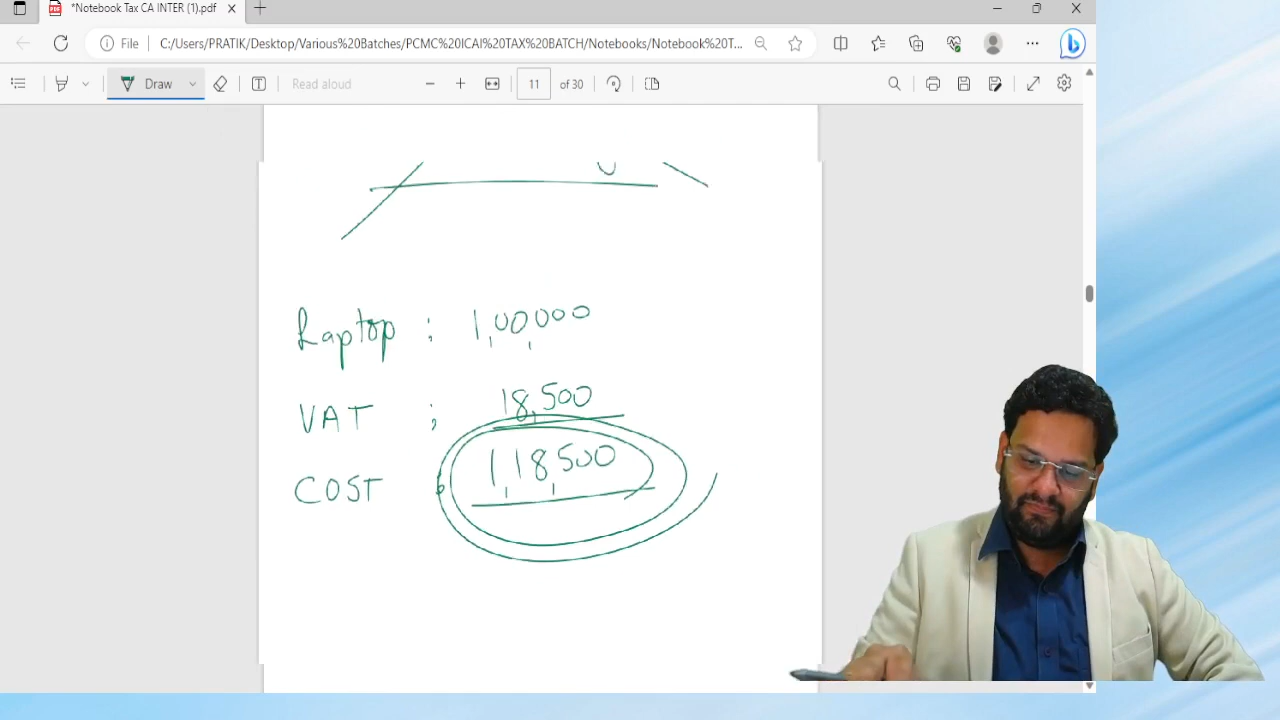 *Notebook Tax CA INTER (1).pdf
File C:/Users/PRATIK/Desktop/Various%20Batches/PCMC%20ICAI%20TAX%20BATCH/Notebooks/Notebook%20T...
Draw Read aloud 11 of 30
Laptop : 1,00,000
VAT : 18,500
COST : 1,18,500